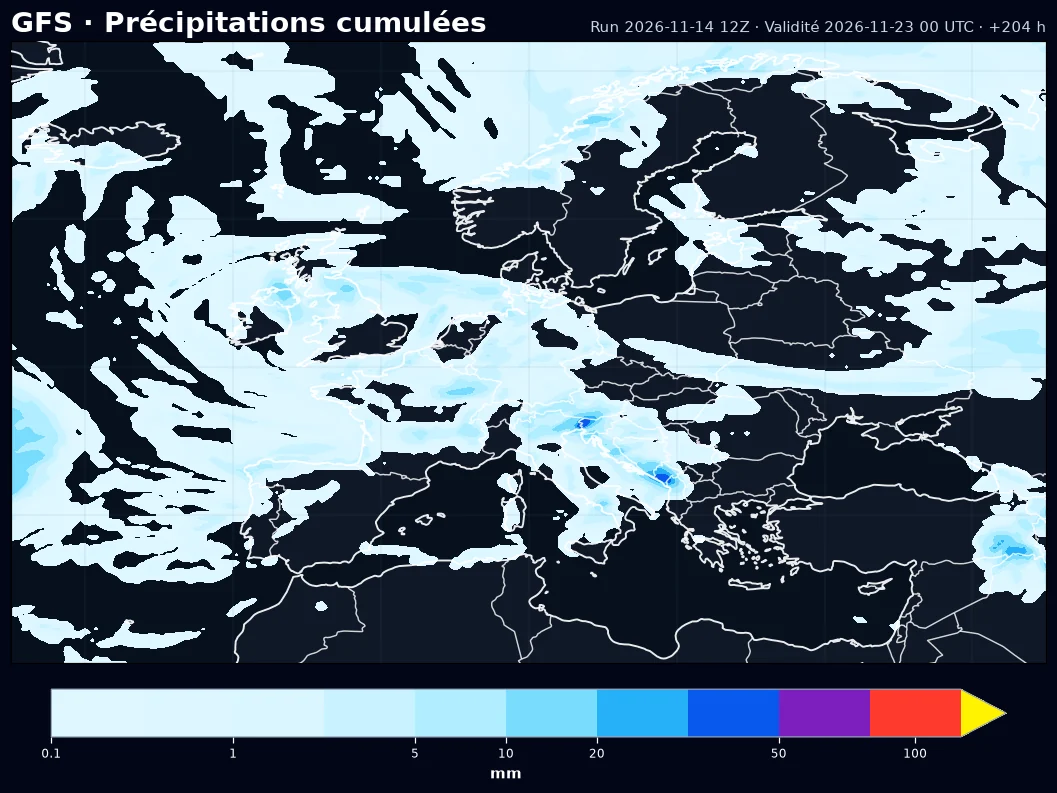 GFS · Précipitations cumulées
Run 2026-11-14 12Z · Validité 2026-11-23 00 UTC · +204 h
0.1 1 5 10 20 50 100
mm